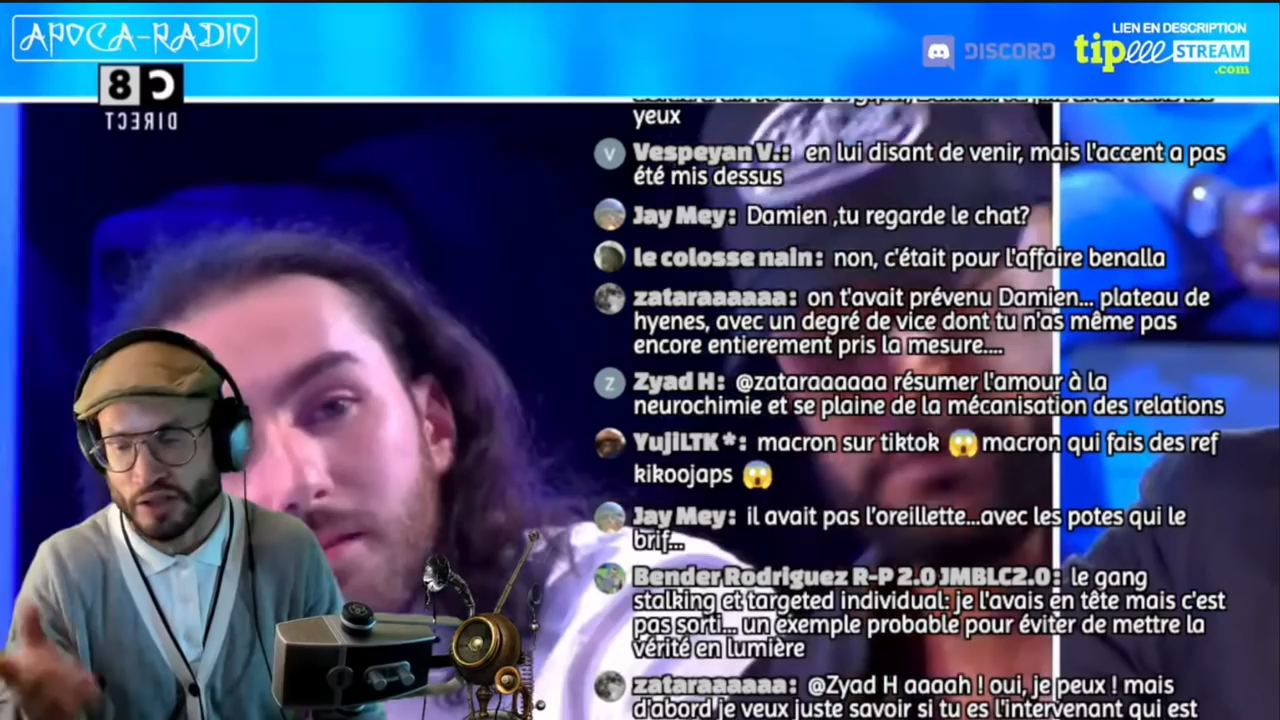 APOCA-RADIO
LIEN EN DESCRIPTION
DISCORD
tipeee STREAM
.com
C8
DIRECT
yeux
Vespeyan V.: en lui disant de venir, mais l'accent a pas
été mis dessus
Jay Mey: Damien ,tu regarde le chat?
le colosse nain: non, c'était pour l'affaire benalla
zataraaaaaa: on t'avait prévenu Damien... plateau de
hyenes, avec un degré de vice dont tu n'as même pas
encore entierement pris la mesure....
Zyad H: @zataraaaaaa résumer l'amour à la
neurochimie et se plaine de la mécanisation des relations
YujiLTK *: macron sur tiktok 😱 macron qui fais des ref
kikoojaps 😱
Jay Mey: il avait pas l'oreillette...avec les potes qui le
brif...
Bender Rodriguez R-P 2.0 JMBLC2.0: le gang
stalking et targeted individual: je l'avais en tête mais c'est
pas sorti... un exemple probable pour éviter de mettre la
vérité en lumière
zataraaaaaa: @Zyad H aaaah ! oui, je peux ! mais
d'abord je veux juste savoir si tu es l'intervenant qui est